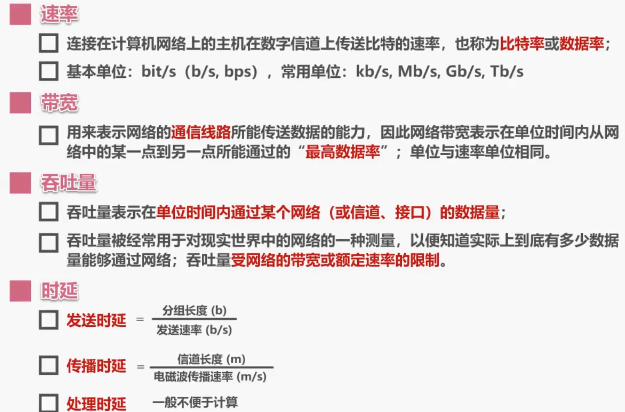 速率
连接在计算机网络上的主机在数字信道上传送比特的速率，也称为比特率或数据率；
基本单位：bit/s（b/s, bps），常用单位：kb/s, Mb/s, Gb/s, Tb/s
带宽
用来表示网络的通信线路所能传送数据的能力，因此网络带宽表示在单位时间内从网
络中的某一点到另一点所能通过的“最高数据率”；单位与速率单位相同。
吞吐量
吞吐量表示在单位时间内通过某个网络（或信道、接口）的数据量；
吞吐量被经常用于对现实世界中的网络的一种测量，以便知道实际上到底有多少数据
量能够通过网络；吞吐量受网络的带宽或额定速率的限制。
时延
发送时延 = 分组长度 (b)
发送速率 (b/s)
传播时延 = 信道长度 (m)
电磁波传播速率 (m/s)
处理时延 一般不便于计算